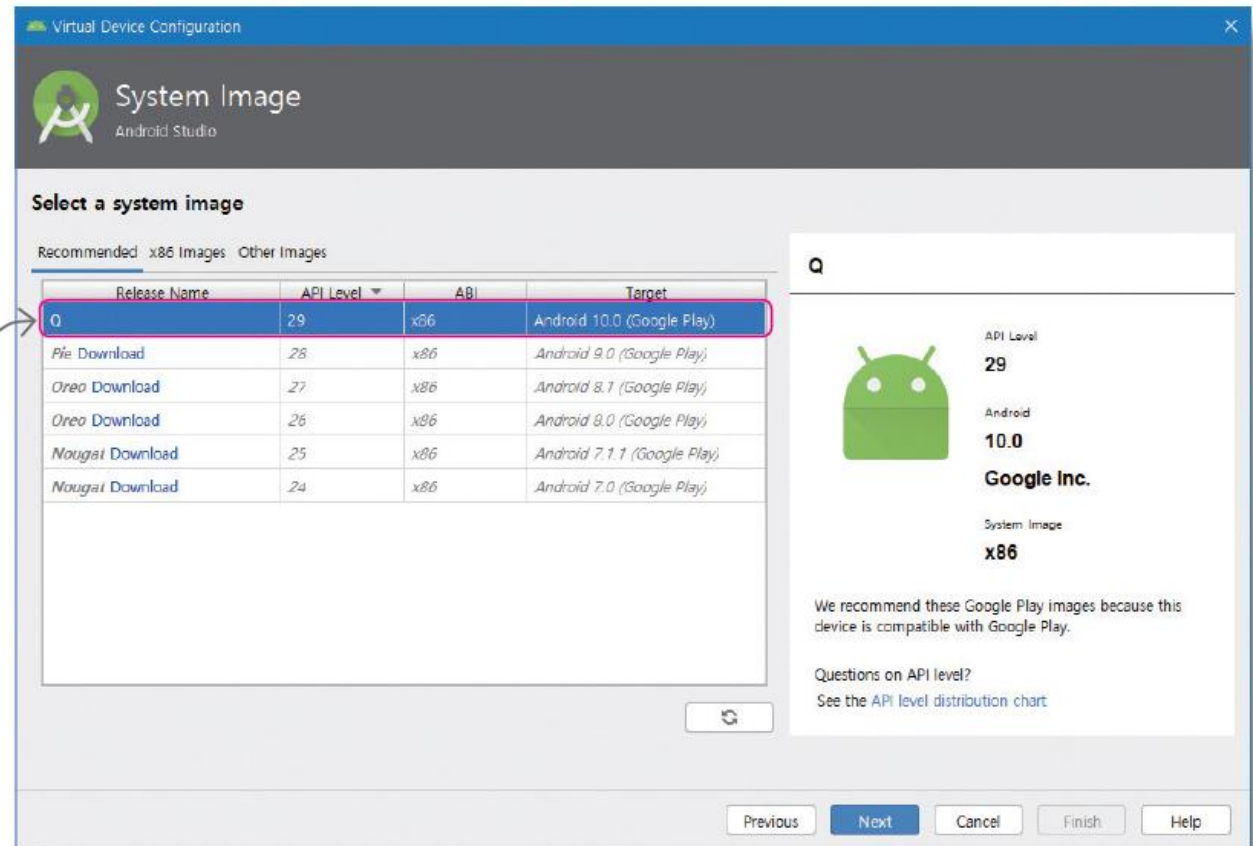 Virtual Device Configuration
System Image
Android Studio
Select a system image
Recommended x86 Images Other Images
Release Name API Level ABI Target
Q 29 x86 Android 10.0 (Google Play)
Pie Download 28 x86 Android 9.0 (Google Play)
Oreo Download 27 x86 Android 8.1 (Google Play)
Oreo Download 26 x86 Android 8.0 (Google Play)
Nougat Download 25 x86 Android 7.1.1 (Google Play)
Nougat Download 24 x86 Android 7.0 (Google Play)
Q
API Level
29
Android
10.0
Google Inc.
System Image
x86
We recommend these Google Play images because this
device is compatible with Google Play.
Questions on API level?
See the API level distribution chart
Previous Next Cancel Finish Help